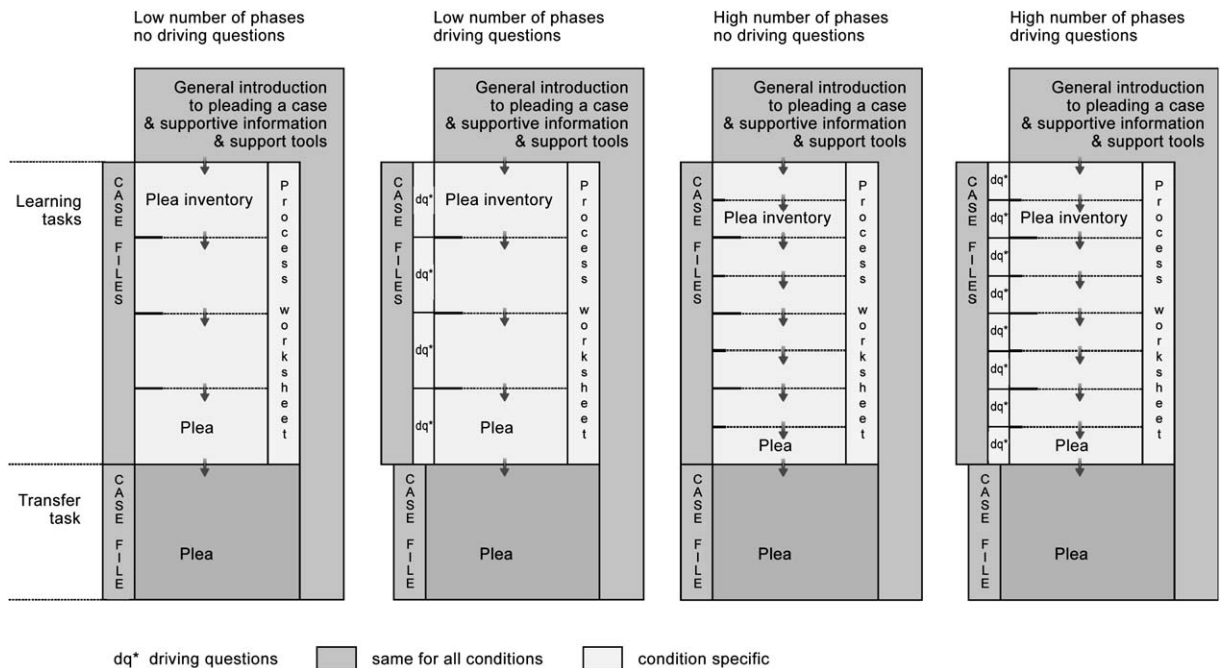 Low number of phases
no driving questions
Low number of phases
driving questions
High number of phases
no driving questions
High number of phases
driving questions
General introduction
to pleading a case
& supportive information
& support tools
General introduction
to pleading a case
& supportive information
& support tools
General introduction
to pleading a case
& supportive information
& support tools
General introduction
to pleading a case
& supportive information
& support tools
Learning
tasks
CASE FILES
Plea inventory
Plea
Process worksheet
CASE FILES
dq*
dq*
dq*
dq*
Plea inventory
Plea
Process worksheet
CASE FILES
Plea inventory
Plea
Process worksheet
CASE FILES
dq*
dq*
dq*
dq*
dq*
dq*
dq*
dq*
Plea inventory
Plea
Process worksheet
Transfer
task
CASE FILE
Plea
CASE FILE
Plea
CASE FILE
Plea
CASE FILE
Plea
dq* driving questions
same for all conditions
condition specific